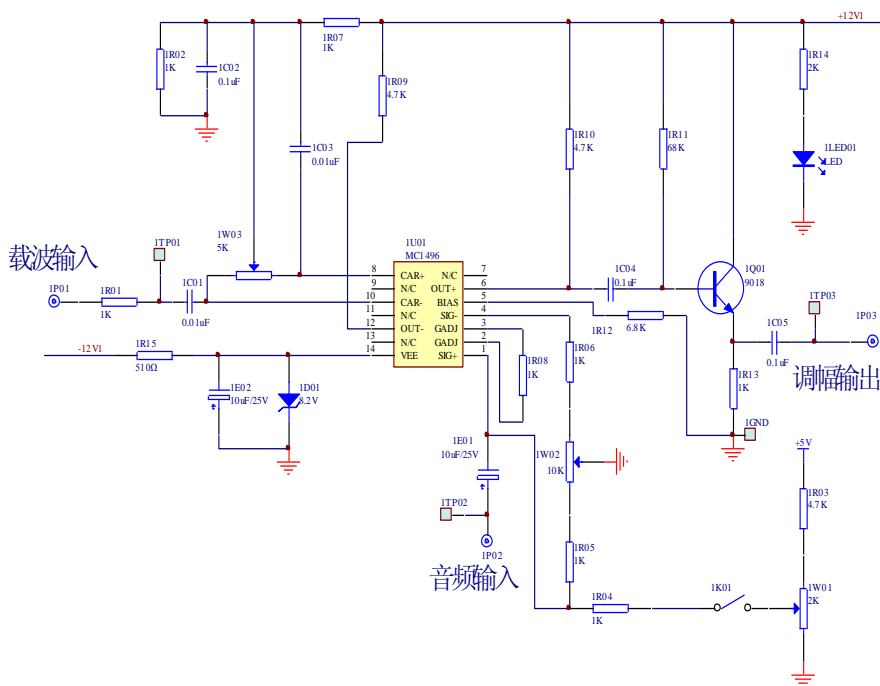 +12V1
1R07
1K
1R02
1K
1C02
0.1uF
1R09
4.7K
1R14
2K
1R10
4.7K
1R11
68K
1C03
0.01uF
1LED01
LED
载波输入
1TP01
1W03
5K
1U01
MC1496
1P01
1R01
1K
1C01
0.01uF
8 CAR+ N/C 7
9 N/C OUT+ 6
10 CAR- BIAS 5
11 N/C SIG- 4
12 OUT- GADJ 3
13 N/C GADJ 2
14 VEE SIG+ 1
1C04
0.1uF
1Q01
9018
1TP03
1P03
1R12
6.8K
1C05
0.1uF
-12V1
1R15
510Ω
1R08
1K
1R06
1K
1R13
1K
调幅输出
1E02
10uF/25V
1D01
8.2V
1GND
1E01
10uF/25V
1W02
10K
+5V
1TP02
1R03
4.7K
1P02
音频输入
1R05
1K
1R04
1K
1K01
1W01
2K